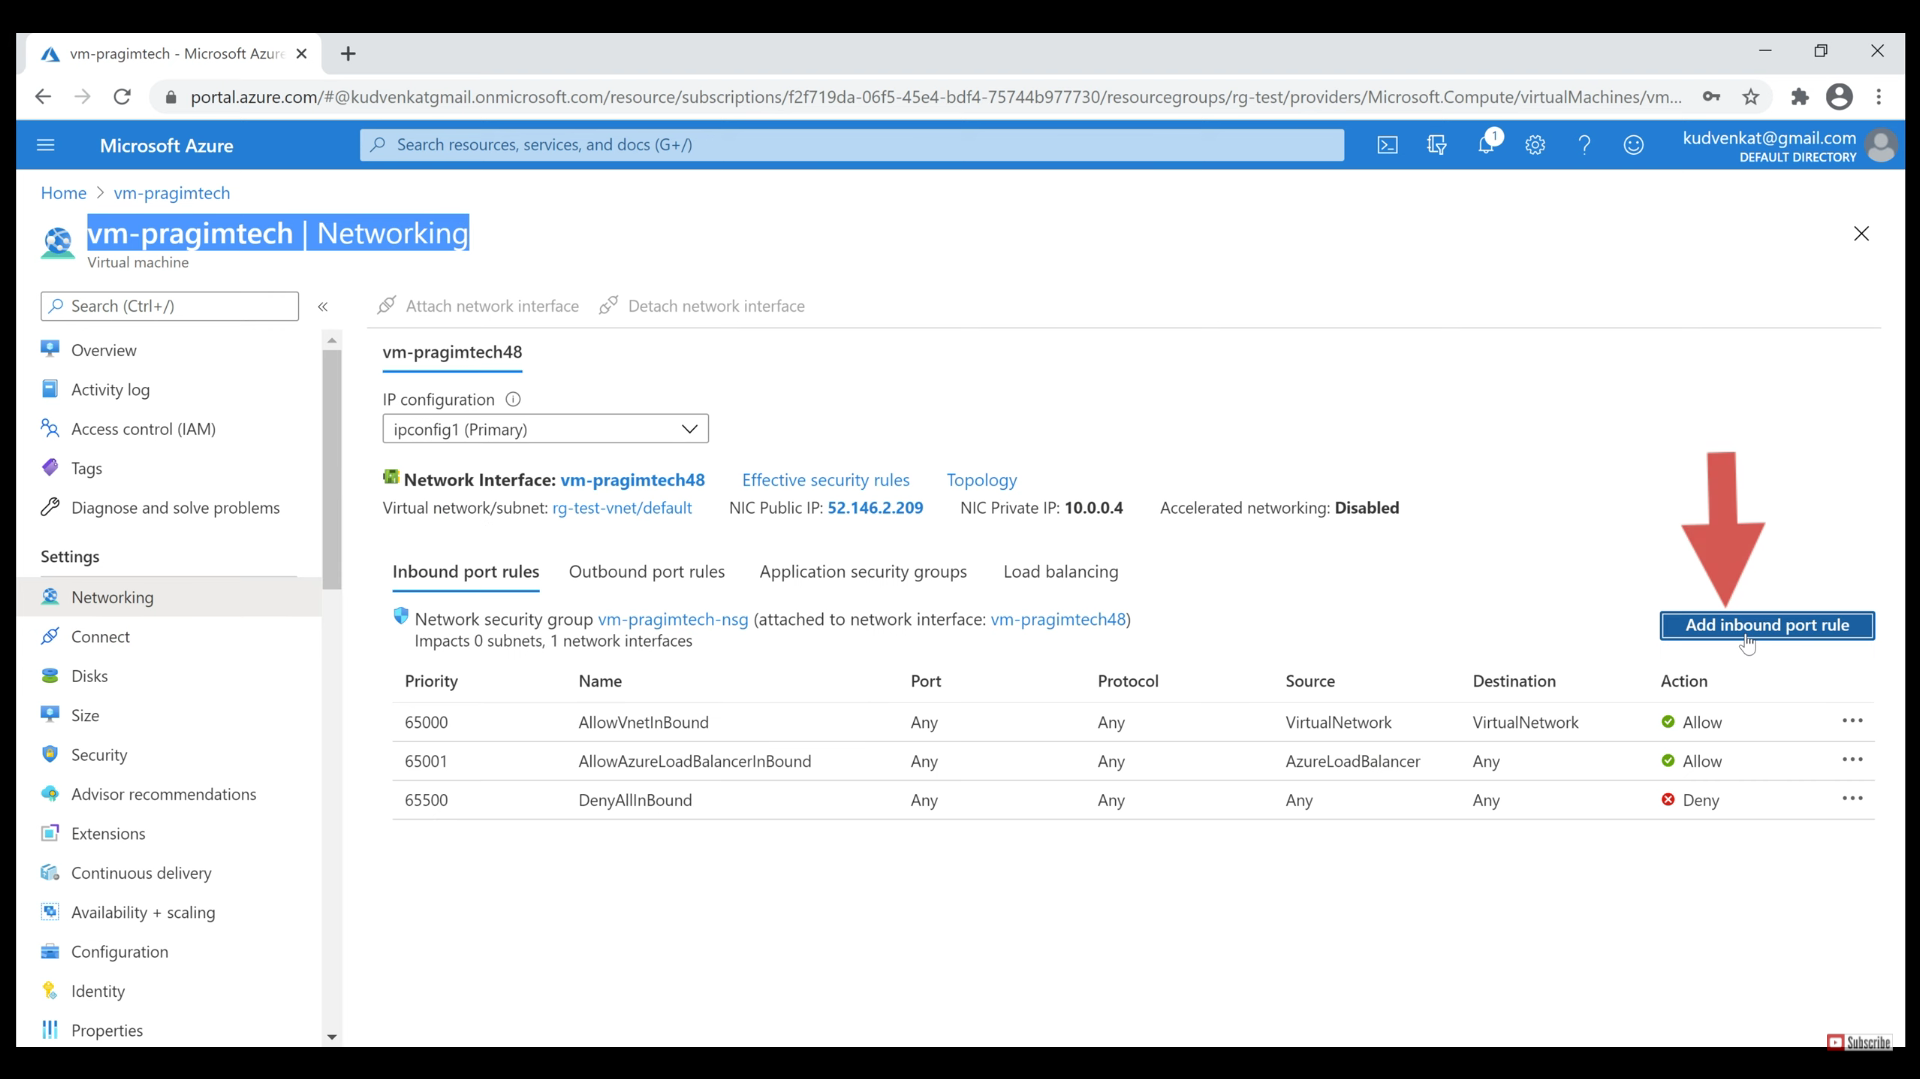 vm-pragimtech - Microsoft Azure
portal.azure.com/#@kudvenkatgmail.onmicrosoft.com/resource/subscriptions/f2f719da-06f5-45e4-bdf4-75744b977730/resourcegroups/rg-test/providers/Microsoft.Compute/virtualMachines/vm...
Microsoft Azure
Search resources, services, and docs (G+/)
1
kudvenkat@gmail.com
DEFAULT DIRECTORY
Home > vm-pragimtech
vm-pragimtech | Networking
Virtual machine
Search (Ctrl+/)
«
Overview
Activity log
Access control (IAM)
Tags
Diagnose and solve problems
Settings
Networking
Connect
Disks
Size
Security
Advisor recommendations
Extensions
Continuous delivery
Availability + scaling
Configuration
Identity
Properties
Attach network interface Detach network interface
vm-pragimtech48
IP configuration
ipconfig1 (Primary)
Network Interface: vm-pragimtech48 Effective security rules Topology
Virtual network/subnet: rg-test-vnet/default NIC Public IP: 52.146.2.209 NIC Private IP: 10.0.0.4 Accelerated networking: Disabled
Inbound port rules Outbound port rules Application security groups Load balancing
Network security group vm-pragimtech-nsg (attached to network interface: vm-pragimtech48)
Impacts 0 subnets, 1 network interfaces
Add inbound port rule
Priority Name Port Protocol Source Destination Action
65000 AllowVnetInBound Any Any VirtualNetwork VirtualNetwork Allow ...
65001 AllowAzureLoadBalancerInBound Any Any AzureLoadBalancer Any Allow ...
65500 DenyAllInBound Any Any Any Any Deny ...
Subscribe